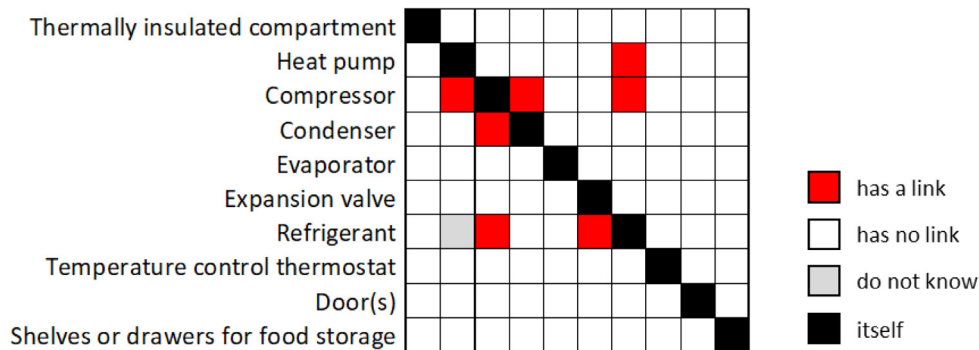 Thermally insulated compartment
Heat pump
Compressor
Condenser
Evaporator
Expansion valve
Refrigerant
Temperature control thermostat
Door(s)
Shelves or drawers for food storage
has a link
has no link
do not know
itself